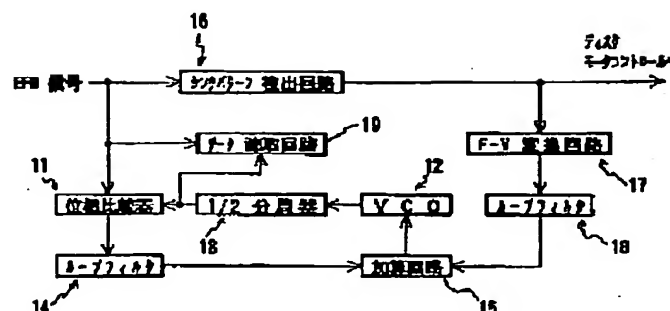 16
ディスク
モータコントロール
EFM 信号
シンクパターン 検出回路
19
データ 読取回路
F-V 変換回路
11
12
17
位相比較器
1/2 分周器
VCO
ループフィルタ
18
18
ループフィルタ
加算回路
14
15